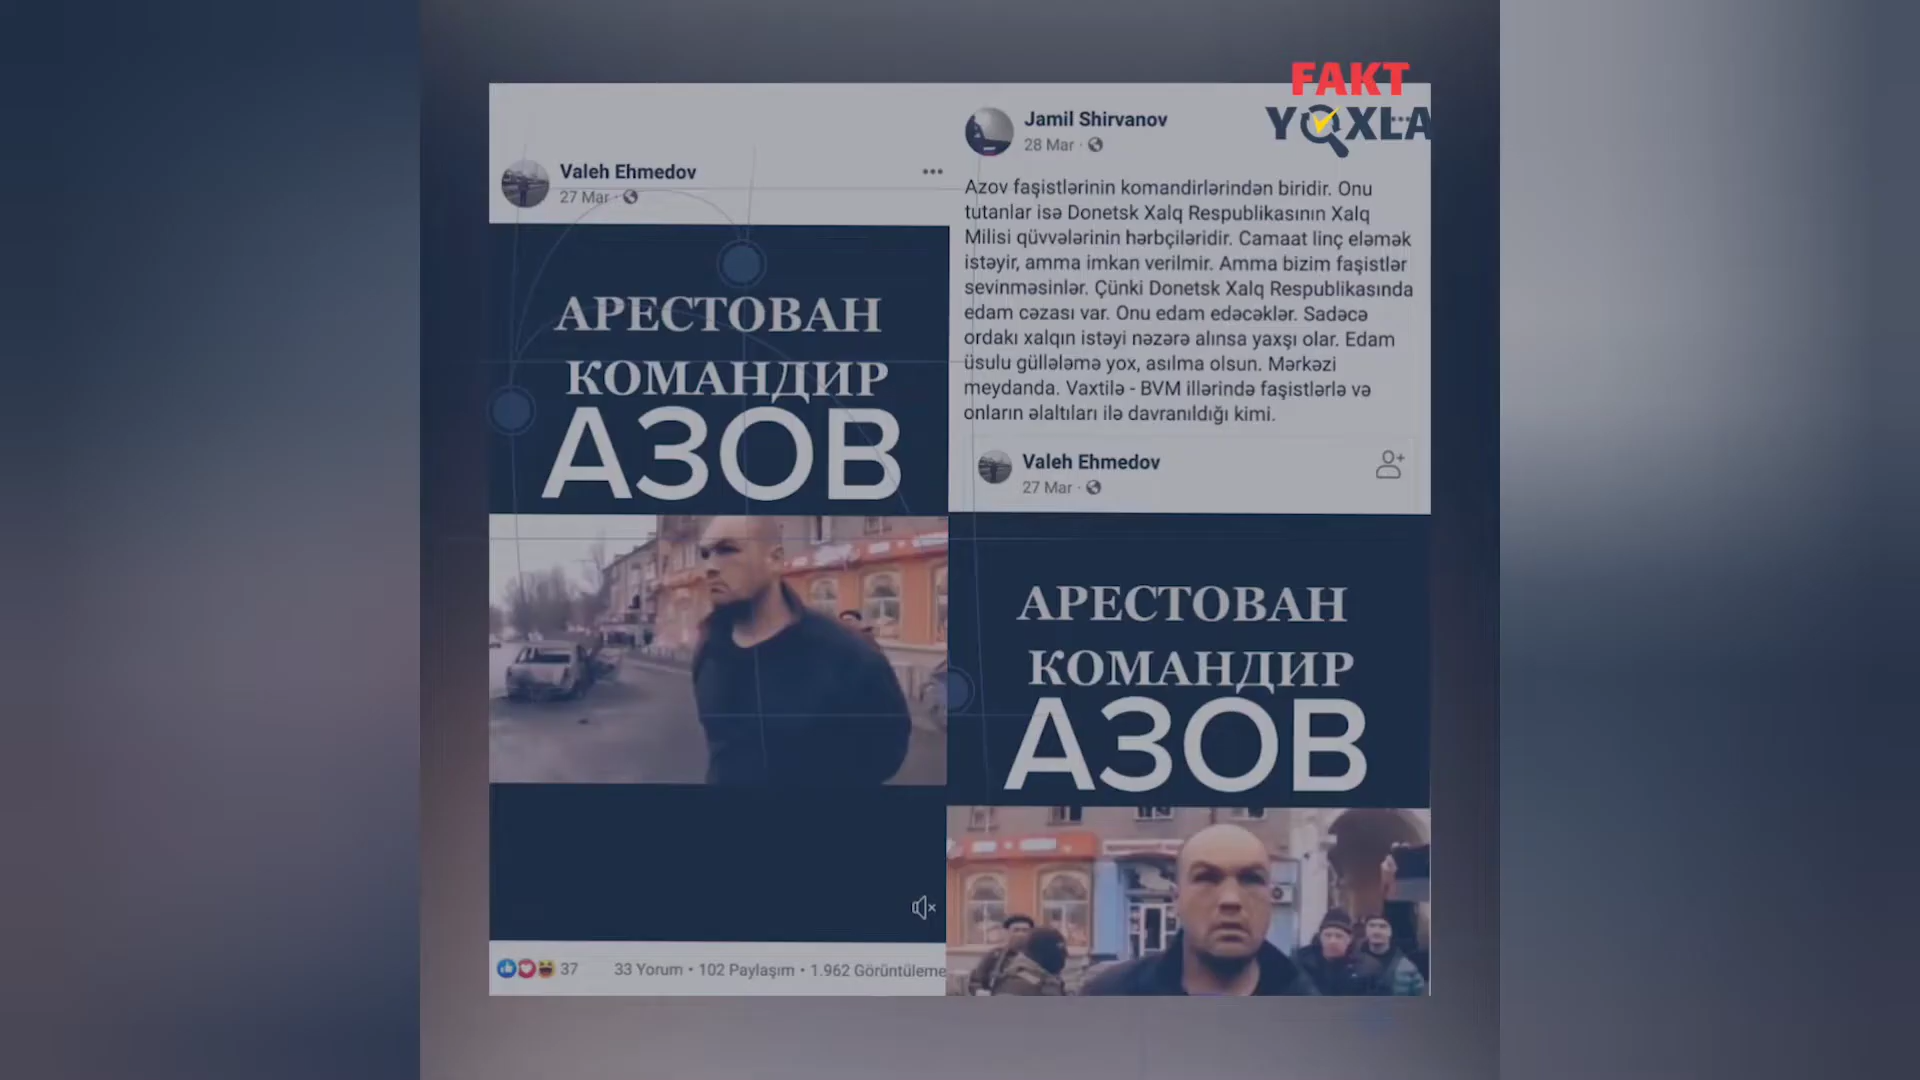 FAKT
YOXLA
Valeh Ehmedov
27 Mar
АРЕСТОВАН
КОМАНДИР
АЗОВ
37
33 Yorum • 102 Paylaşım • 1.962 Görüntüleme
Jamil Shirvanov
28 Mar
Azov faşistlərinin komandirlərindən biridir. Onu
tutanlar isə Donetsk Xalq Respublikasının Xalq
Milisi qüvvələrinin hərbçiləridir. Camaat linç eləmək
istəyir, amma imkan verilmir. Amma bizim faşistlər
sevinməsinlər. Çünki Donetsk Xalq Respublikasında
edam cəzası var. Onu edam edəcəklər. Sadəcə
ordakı xalqın istəyi nəzərə alınsa yaxşı olar. Edam
üsulu güllələmə yox, asılma olsun. Mərkəzi
meydanda. Vaxtilə - BVM illərində faşistlərlə və
onların əlaltıları ilə davranıldığı kimi.
Valeh Ehmedov
27 Mar
АРЕСТОВАН
КОМАНДИР
АЗОВ